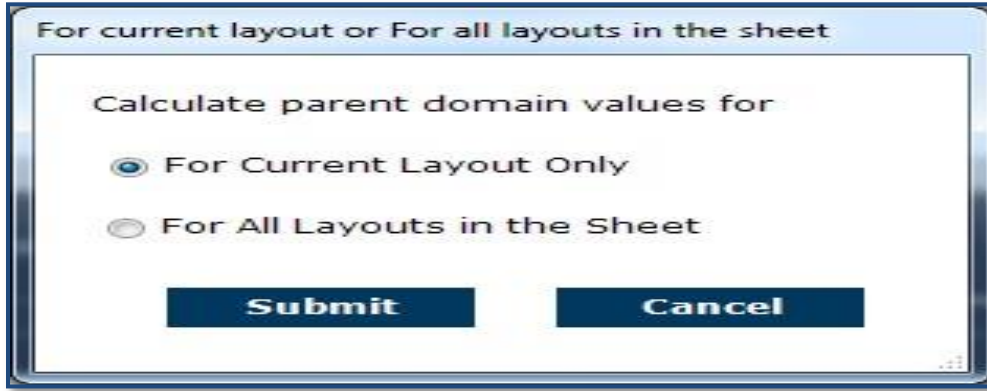 For current layout or For all layouts in the sheet
Calculate parent domain values for
For Current Layout Only
For All Layouts in the Sheet
Submit Cancel